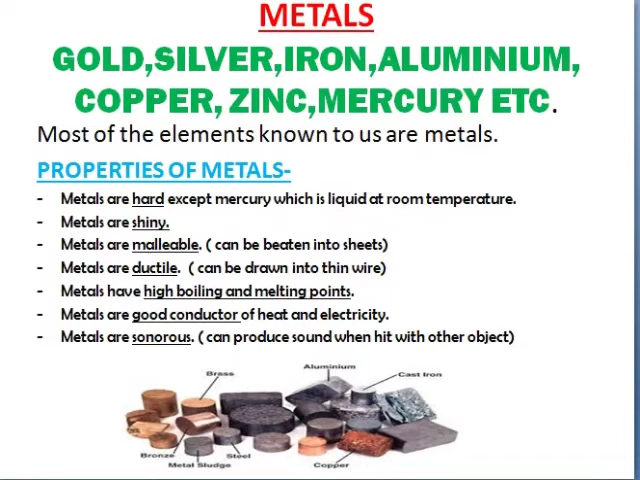 METALS
GOLD,SILVER,IRON,ALUMINIUM,
COPPER, ZINC,MERCURY ETC.
Most of the elements known to us are metals.
PROPERTIES OF METALS-
- Metals are hard except mercury which is liquid at room temperature.
- Metals are shiny.
- Metals are malleable. ( can be beaten into sheets)
- Metals are ductile.  ( can be drawn into thin wire)
- Metals have high boiling and melting points.
- Metals are good conductor of heat and electricity.
- Metals are sonorous. ( can produce sound when hit with other object)
Aluminium
Brass
Cast Iron
Bronze
Steel
Metal Sludge
Copper